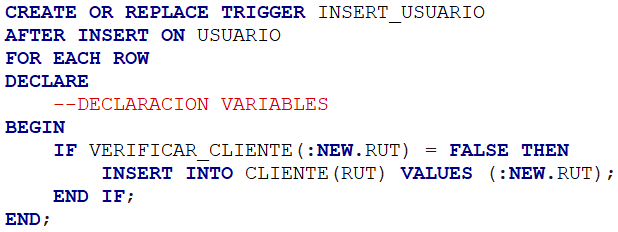 CREATE OR REPLACE TRIGGER INSERT_USUARIO
AFTER INSERT ON USUARIO
FOR EACH ROW
DECLARE
    --DECLARACION VARIABLES
BEGIN
    IF VERIFICAR_CLIENTE(:NEW.RUT) = FALSE THEN
        INSERT INTO CLIENTE(RUT) VALUES (:NEW.RUT);
    END IF;
END;